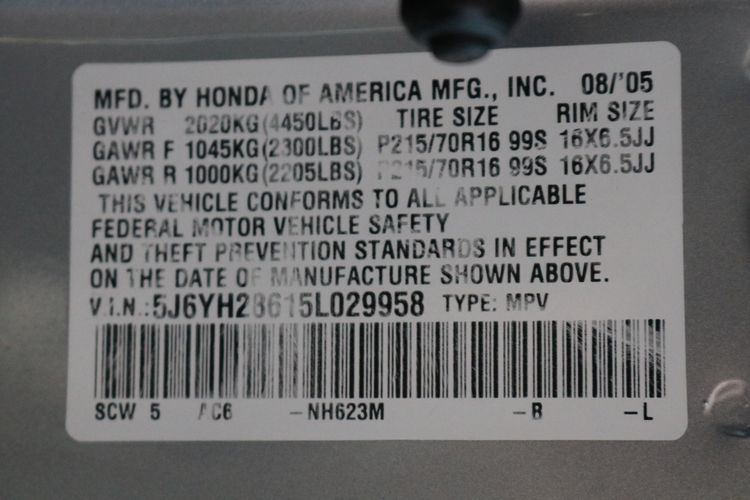 MFD. BY HONDA OF AMERICA MFG., INC. 08/'05
GVWR 2020KG(4450LBS) TIRE SIZE RIM SIZE
GAWR F 1045KG(2300LBS) P215/70R16 99S 16X6.5JJ
GAWR R 1000KG(2205LBS) P215/70R16 99S 16X6.5JJ
THIS VEHICLE CONFORMS TO ALL APPLICABLE
FEDERAL MOTOR VEHICLE SAFETY
AND THEFT PREVENTION STANDARDS IN EFFECT
ON THE DATE OF MANUFACTURE SHOWN ABOVE.
V.I.N.:5J6YH28615L029958 TYPE: MPV
SCW 5 AC6 -NH623M -B -L